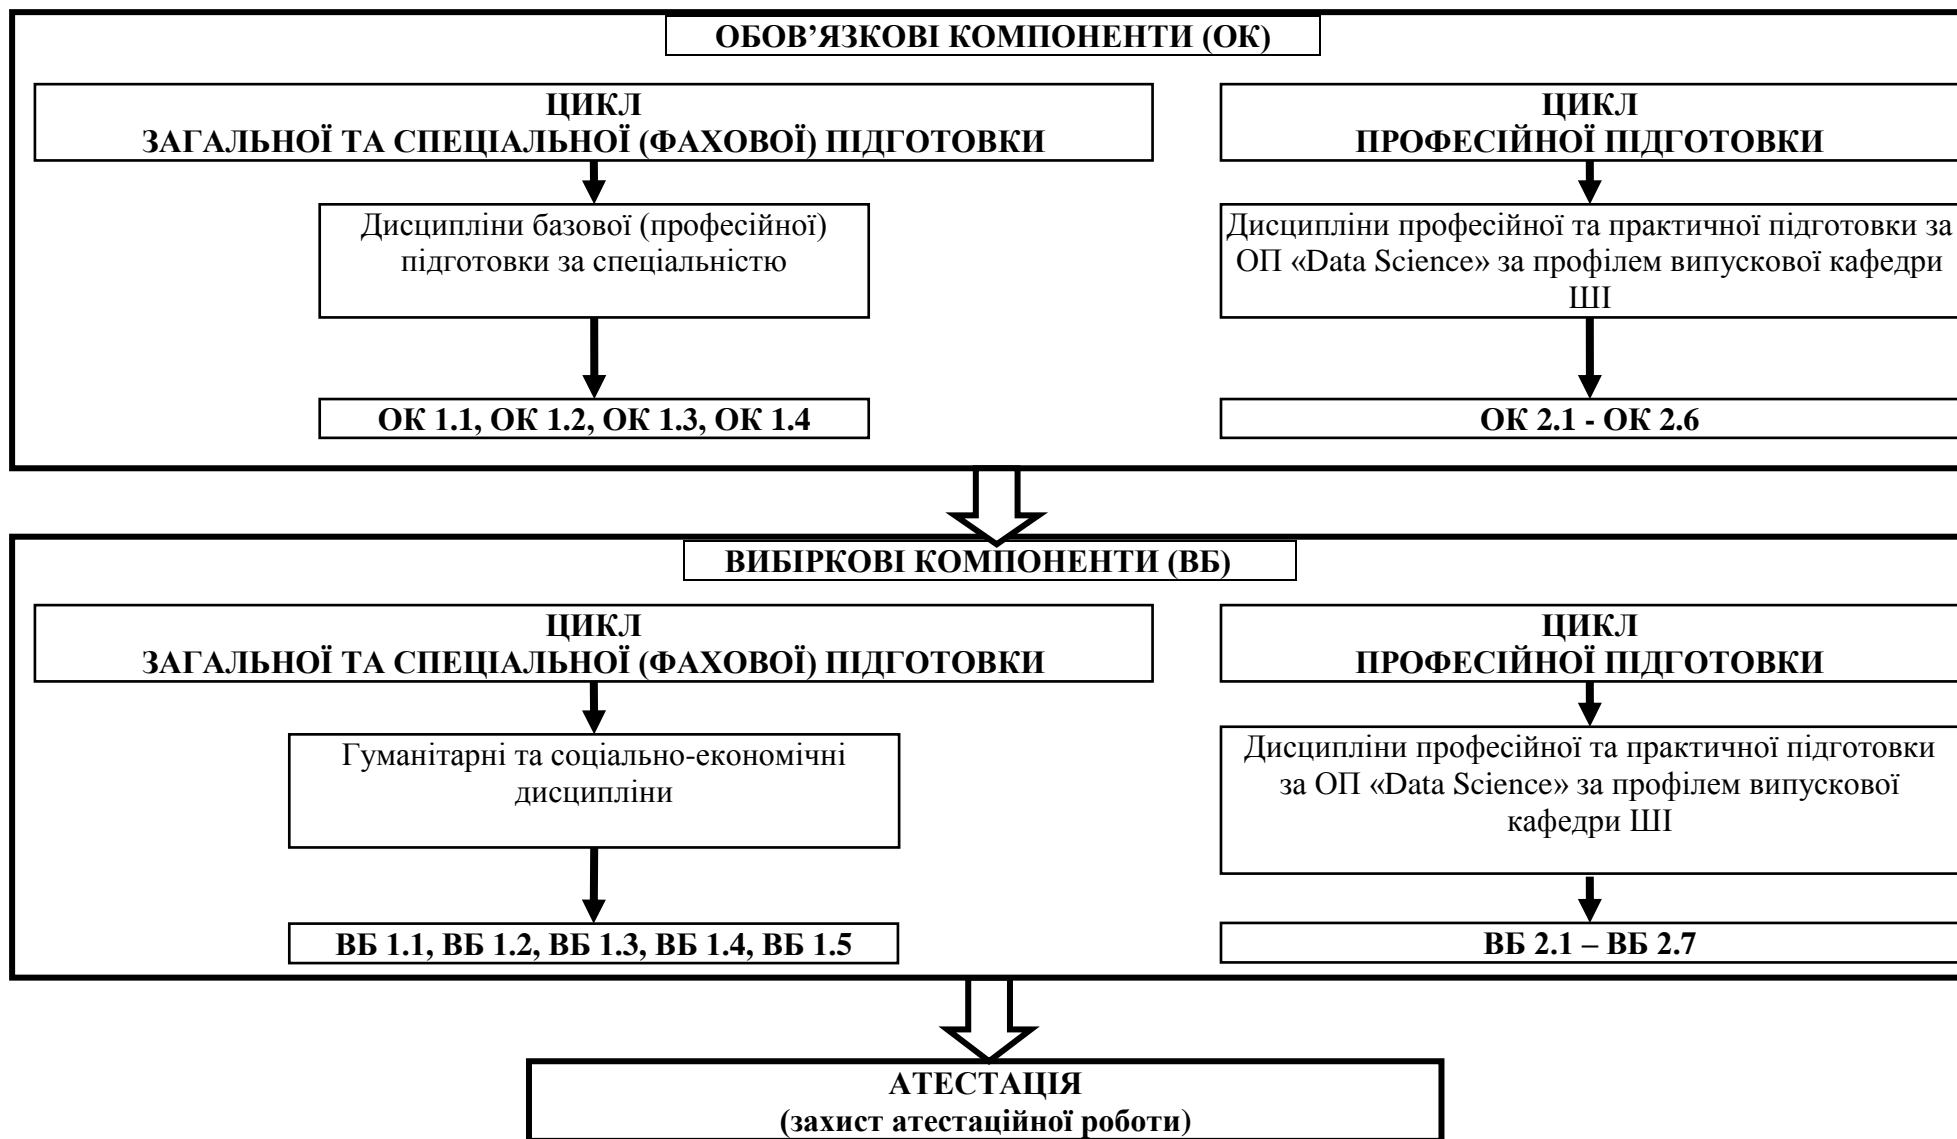 ОБОВ’ЯЗКОВІ КОМПОНЕНТИ (ОК)
ЦИКЛ
ЗАГАЛЬНОЇ ТА СПЕЦІАЛЬНОЇ (ФАХОВОЇ) ПІДГОТОВКИ
Дисципліни базової (професійної)
підготовки за спеціальністю
ОК 1.1, ОК 1.2, ОК 1.3, ОК 1.4
ЦИКЛ
ПРОФЕСІЙНОЇ ПІДГОТОВКИ
Дисципліни професійної та практичної підготовки за
ОП «Data Science» за профілем випускової кафедри
ШІ
ОК 2.1 - ОК 2.6
ВИБІРКОВІ КОМПОНЕНТИ (ВБ)
ЦИКЛ
ЗАГАЛЬНОЇ ТА СПЕЦІАЛЬНОЇ (ФАХОВОЇ) ПІДГОТОВКИ
Гуманітарні та соціально-економічні
дисципліни
ВБ 1.1, ВБ 1.2, ВБ 1.3, ВБ 1.4, ВБ 1.5
ЦИКЛ
ПРОФЕСІЙНОЇ ПІДГОТОВКИ
Дисципліни професійної та практичної підготовки
за ОП «Data Science» за профілем випускової
кафедри ШІ
ВБ 2.1 – ВБ 2.7
АТЕСТАЦІЯ
(захист атестаційної роботи)